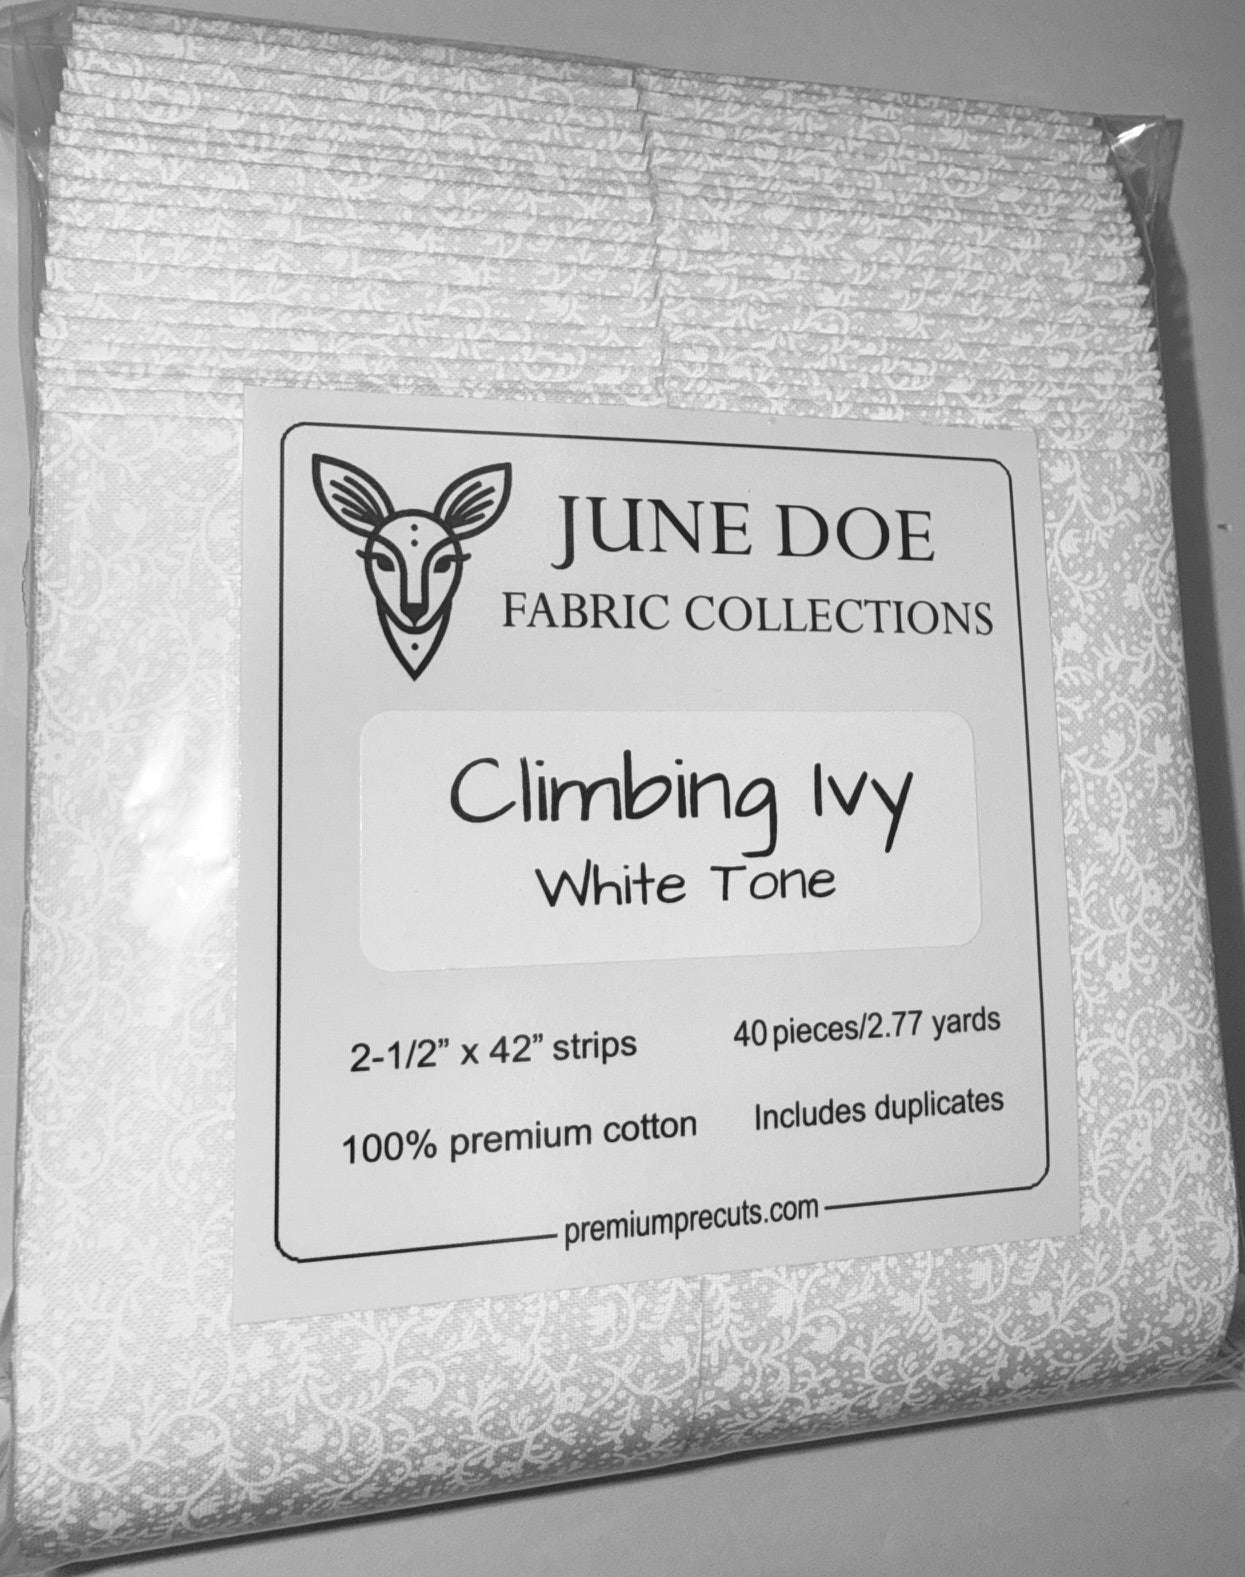 JUNE DOE
FABRIC COLLECTIONS
Climbing Ivy
White Tone
2-1/2” x 42” strips
40 pieces/2.77 yards
100% premium cotton
Includes duplicates
premiumprecuts.com